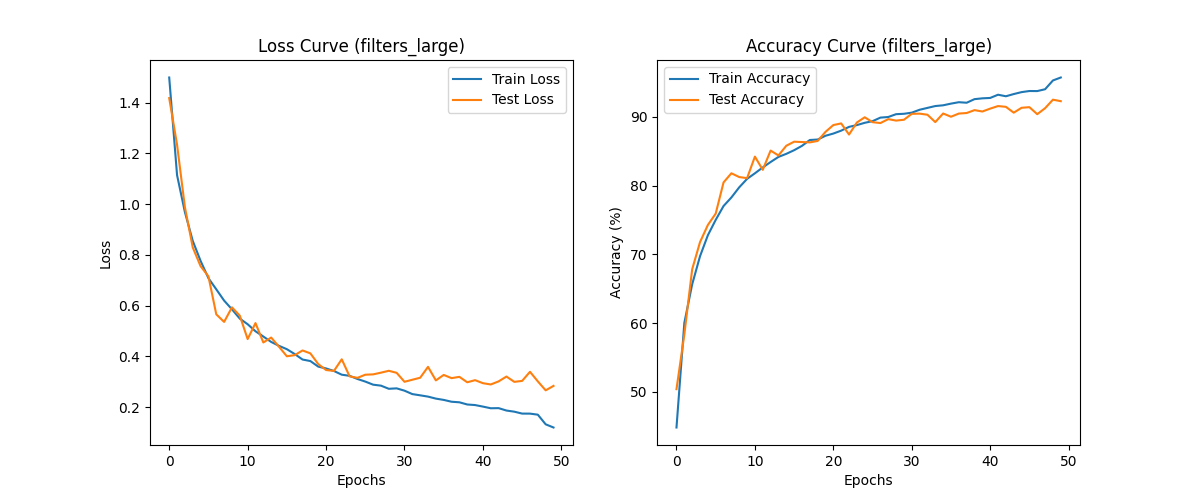 Loss Curve (filters_large)
Train Loss
Test Loss
1.4
1.2
1.0
0.8
0.6
0.4
0.2
Loss
0 10 20 30 40 50
Epochs
Accuracy Curve (filters_large)
Train Accuracy
Test Accuracy
90
80
70
60
50
Accuracy (%)
0 10 20 30 40 50
Epochs